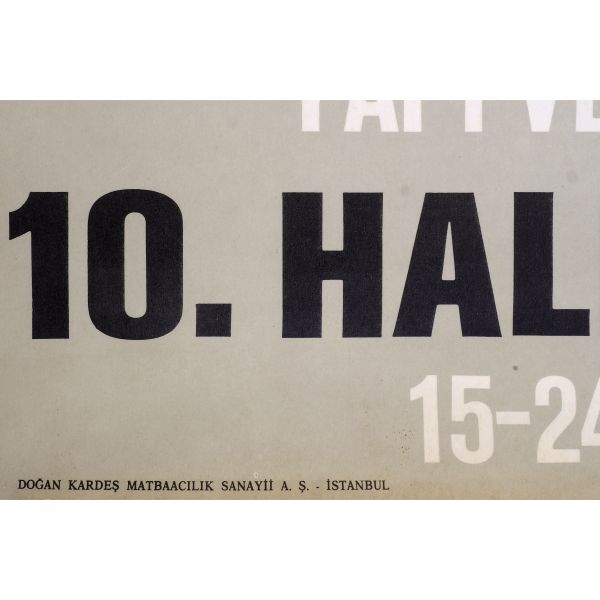 10. HAL
15-24
DOĞAN KARDEŞ MATBAACILIK SANAYİİ A. Ş. - İSTANBUL